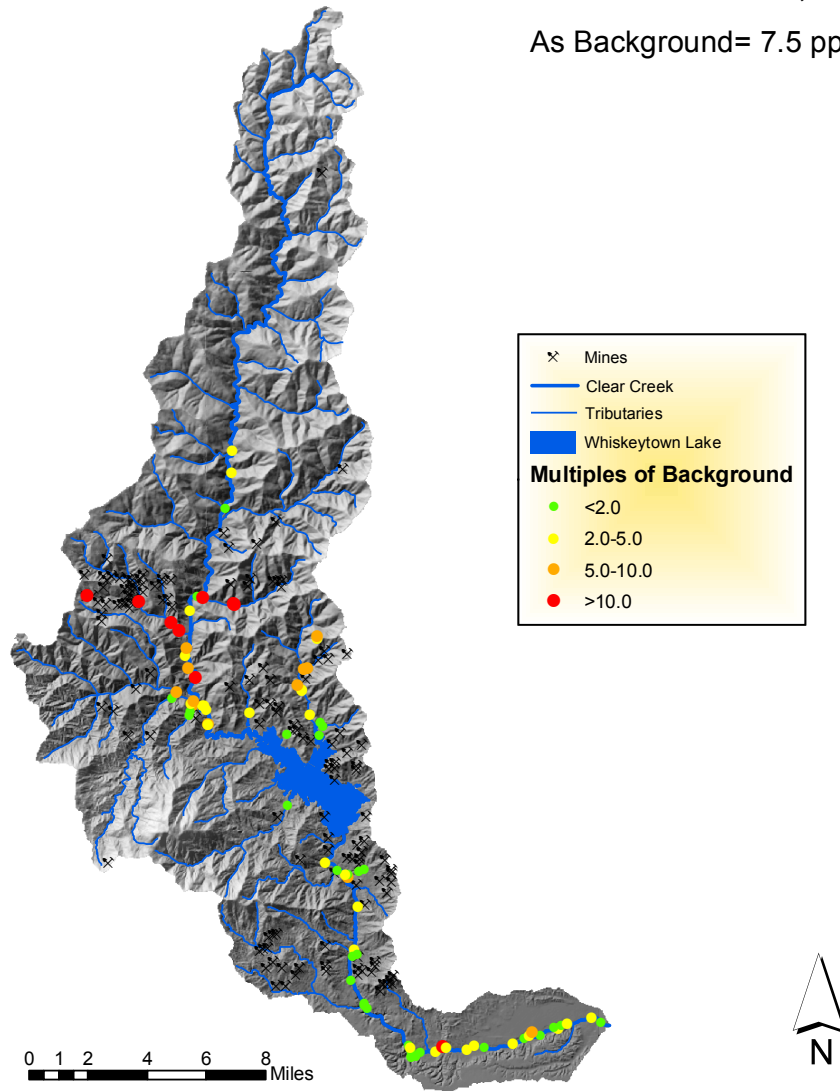 As Background= 7.5 pp
Mines
Clear Creek
Tributaries
Whiskeytown Lake
Multiples of Background
<2.0
2.0-5.0
5.0-10.0
>10.0
0 1 2 4 6 8
Miles
N